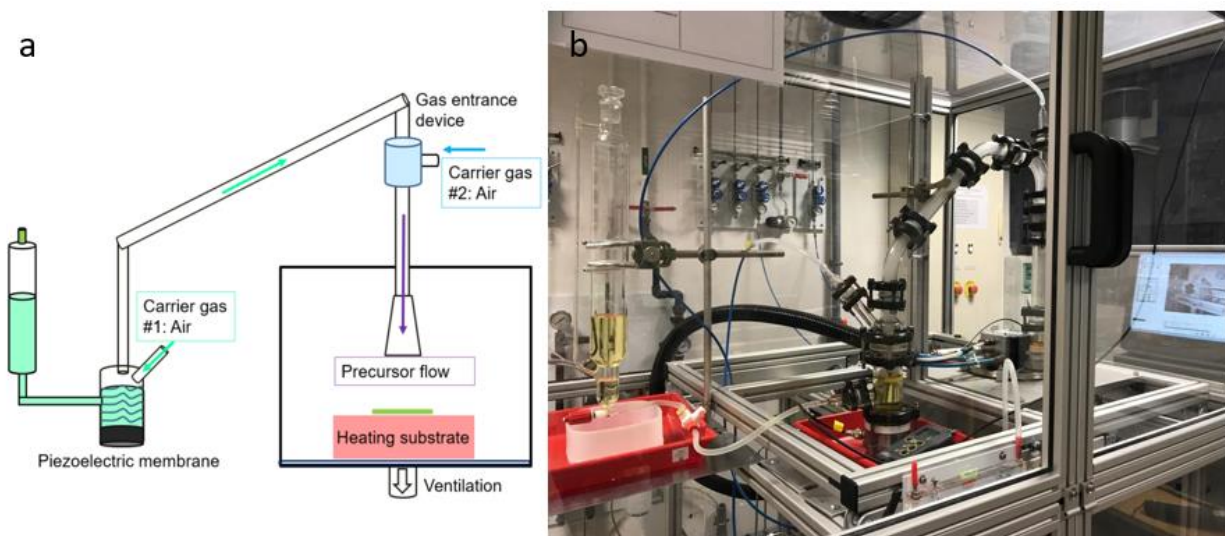 a
Gas entrance
device
Carrier gas
#2: Air
Carrier gas
#1: Air
Precursor flow
Heating substrate
Piezoelectric membrane
Ventilation
b